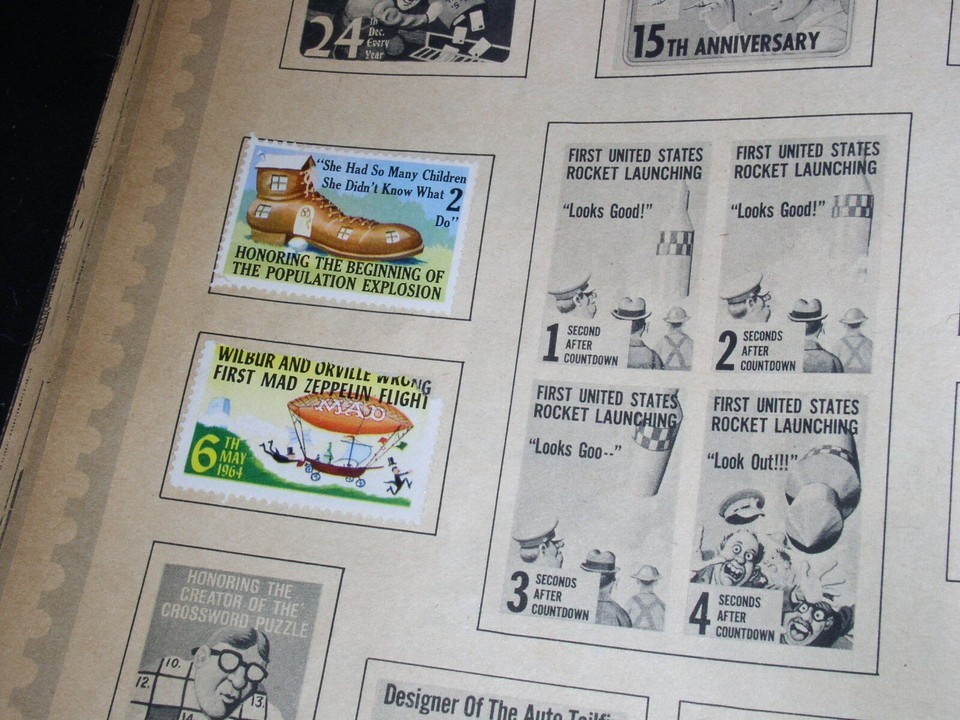 24
th
Dec.
Every
Year
15TH ANNIVERSARY
"She Had So Many Children
She Didn't Know What 2
Do"
HONORING THE BEGINNING OF
THE POPULATION EXPLOSION
WILBUR AND ORVILLE WRONG
FIRST MAD ZEPPELIN FLIGHT
MAD
6TH
MAY
1964
FIRST UNITED STATES
ROCKET LAUNCHING
"Looks Good!"
1 SECOND
AFTER
COUNTDOWN
FIRST UNITED STATES
ROCKET LAUNCHING
"Looks Good!"
2 SECONDS
AFTER
COUNTDOWN
FIRST UNITED STATES
ROCKET LAUNCHING
"Looks Goo--"
3 SECONDS
AFTER
COUNTDOWN
FIRST UNITED STATES
ROCKET LAUNCHING
"Look Out!!!"
4 SECONDS
AFTER
COUNTDOWN
HONORING THE
CREATOR OF THE
CROSSWORD PUZZLE
10.
12.
13.
14.
Designer Of The Auto